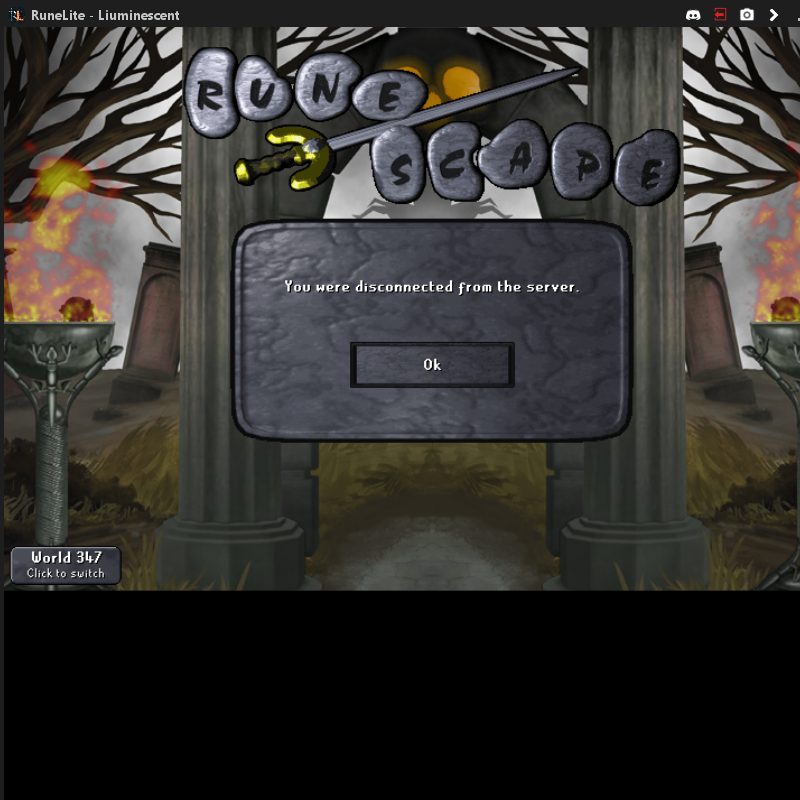 RuneLite - Liuminescent
RUNE
SCAPE
You were disconnected from the server.
Ok
World 347
Click to switch